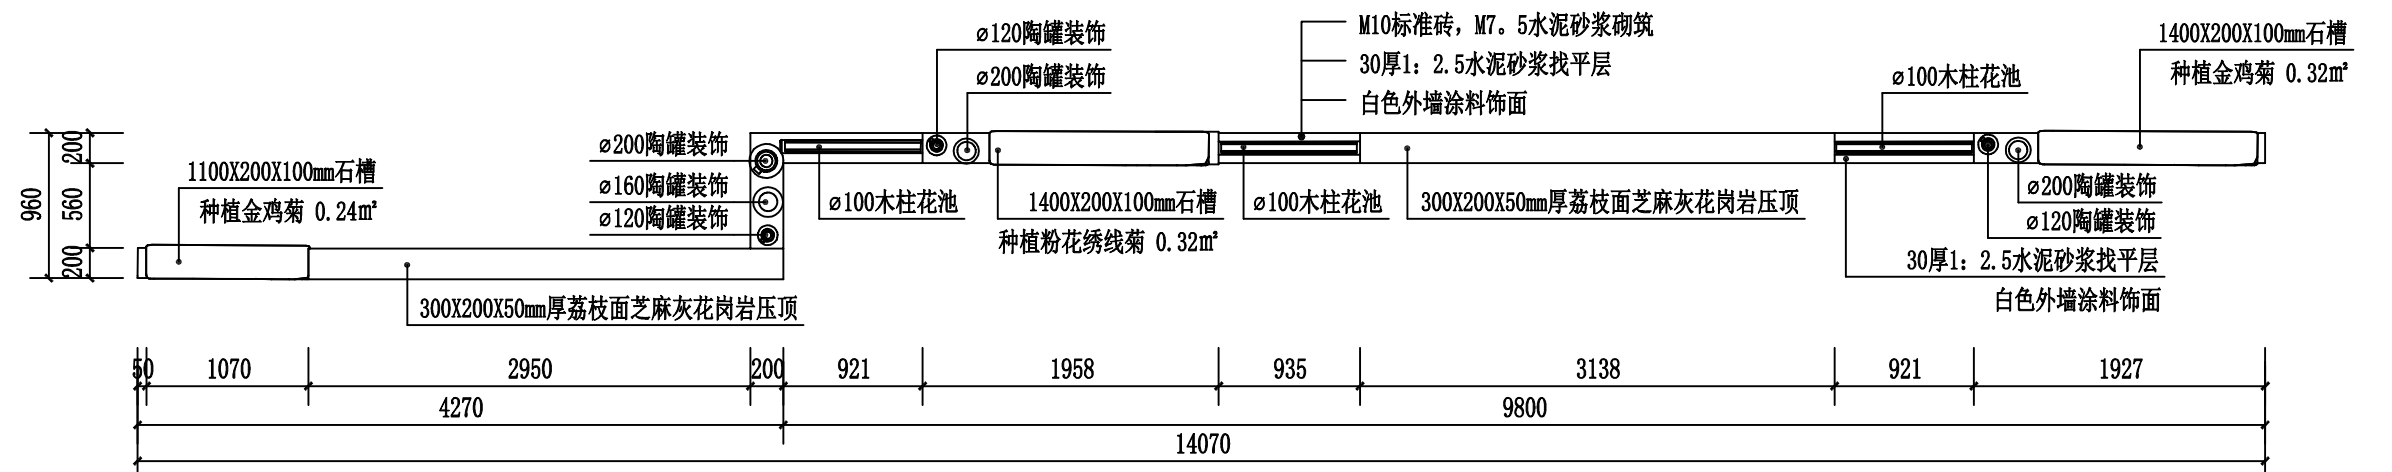 ⌀120陶罐装饰
⌀200陶罐装饰
M10标准砖，M7。5水泥砂浆砌筑
30厚1：2.5水泥砂浆找平层
白色外墙涂料饰面
1400X200X100mm石槽
种植金鸡菊 0.32㎡
⌀100木柱花池
⌀200陶罐装饰
⌀160陶罐装饰
⌀120陶罐装饰
1100X200X100mm石槽
种植金鸡菊 0.24㎡
200
560
200
960
⌀100木柱花池
1400X200X100mm石槽
种植粉花绣线菊 0.32㎡
⌀100木柱花池
300X200X50mm厚荔枝面芝麻灰花岗岩压顶
⌀200陶罐装饰
⌀120陶罐装饰
30厚1：2.5水泥砂浆找平层
白色外墙涂料饰面
300X200X50mm厚荔枝面芝麻灰花岗岩压顶
50 1070 2950 200 921 1958 935 3138 921 1927
4270 9800
14070